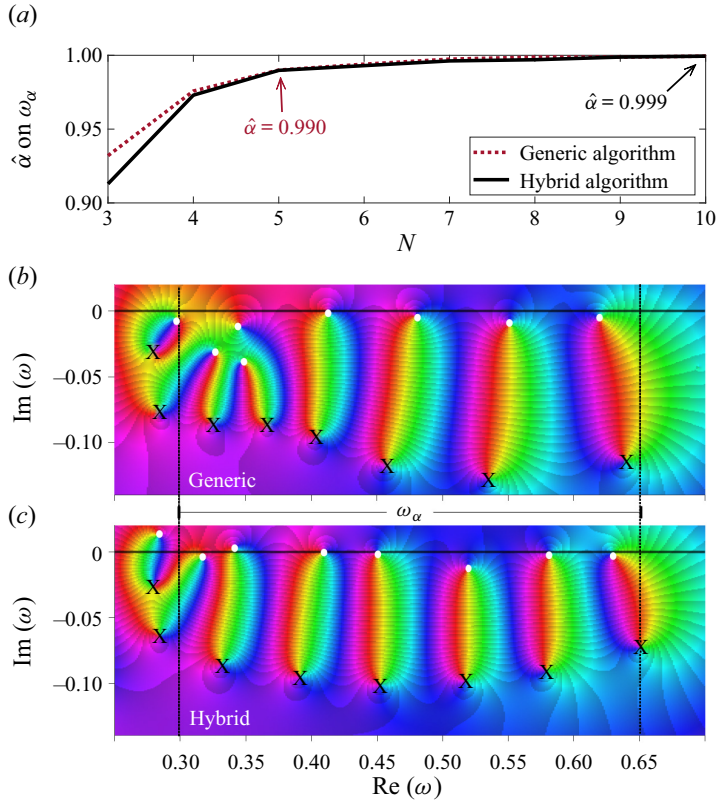 (a)
1.00
0.95
0.90
α̂ on ω_α
α̂ = 0.990
α̂ = 0.999
Generic algorithm
Hybrid algorithm
3 4 5 6 7 8 9 10
N
(b)
0
–0.05
–0.10
Im (ω)
X X X X X X X X X
Generic
ω_α
(c)
0
–0.05
–0.10
Im (ω)
X X X X X X X X X
Hybrid
0.30 0.35 0.40 0.45 0.50 0.55 0.60 0.65
Re (ω)